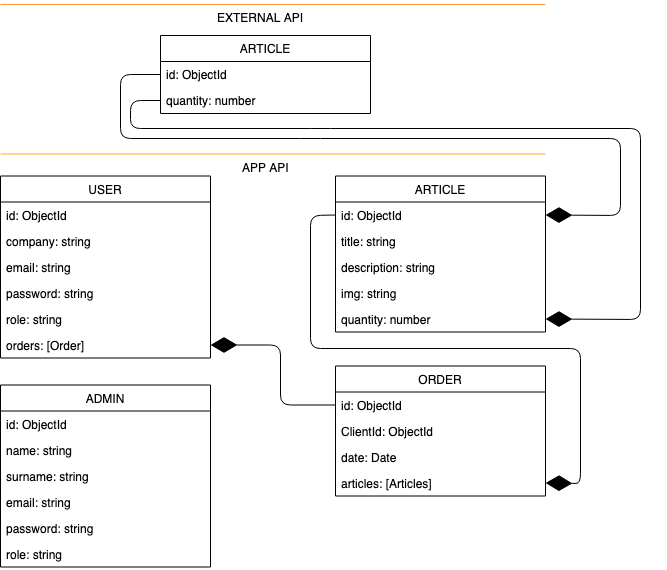 EXTERNAL API
ARTICLE
id: ObjectId
quantity: number
APP API
USER
id: ObjectId
company: string
email: string
password: string
role: string
orders: [Order]
ARTICLE
id: ObjectId
title: string
description: string
img: string
quantity: number
ADMIN
id: ObjectId
name: string
surname: string
email: string
password: string
role: string
ORDER
id: ObjectId
ClientId: ObjectId
date: Date
articles: [Articles]